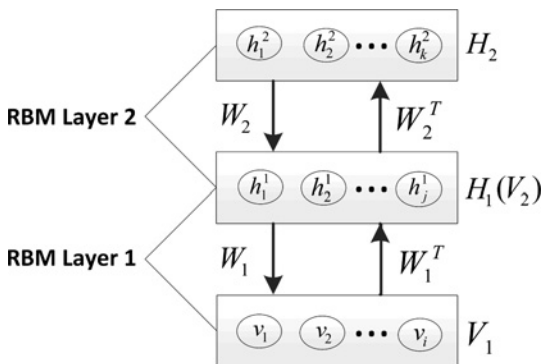 h₁² h₂² ••• hₖ² H₂
RBM Layer 2
W₂ W₂ᵀ
h₁¹ h₂¹ ••• hⱼ¹ H₁(V₂)
RBM Layer 1
W₁ W₁ᵀ
v₁ v₂ ••• vᵢ V₁